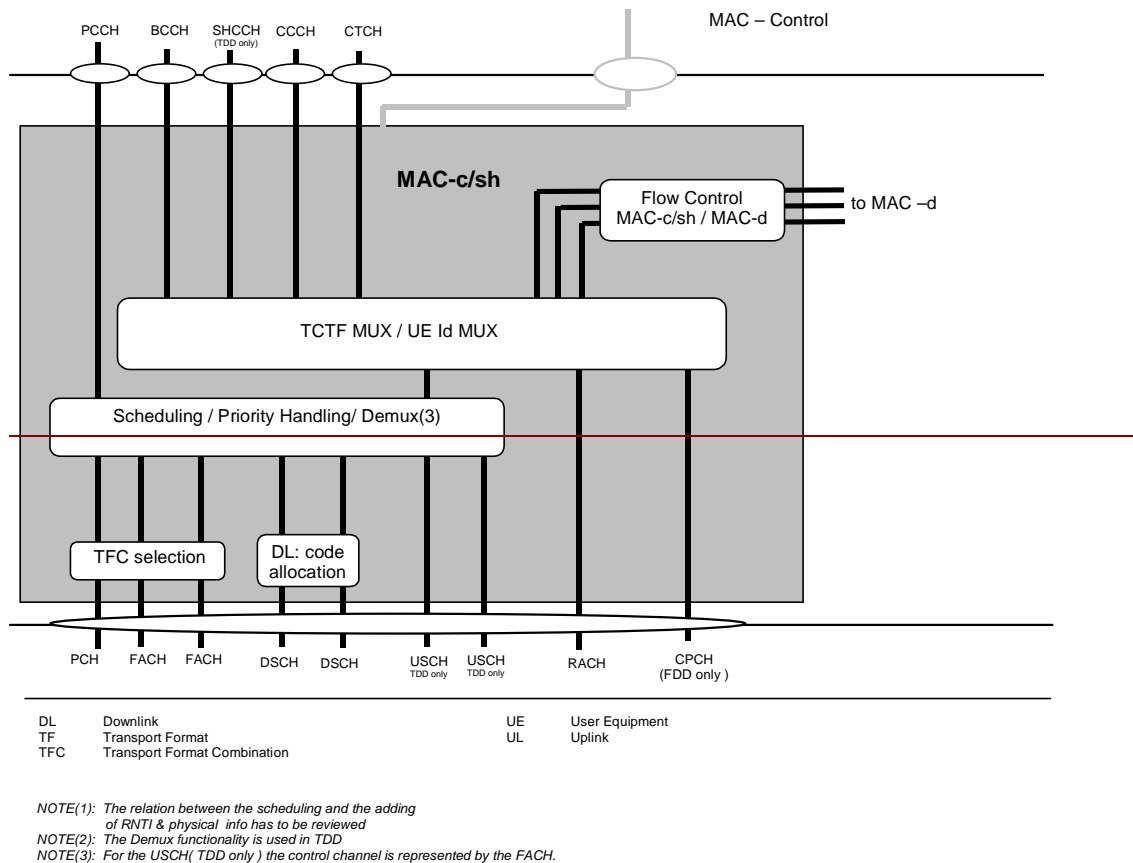 MAC – Control
PCCH BCCH SHCCH CCCH CTCH
(TDD only)
MAC-c/sh
Flow Control
MAC-c/sh / MAC-d
to MAC –d
TCTF MUX / UE Id MUX
Scheduling / Priority Handling/ Demux(3)
TFC selection
DL: code
allocation
PCH FACH FACH DSCH DSCH USCH USCH RACH CPCH
TDD only TDD only (FDD only )
DL Downlink UE User Equipment
TF Transport Format UL Uplink
TFC Transport Format Combination
NOTE(1): The relation between the scheduling and the adding
of RNTI & physical info has to be reviewed
NOTE(2): The Demux functionality is used in TDD
NOTE(3): For the USCH( TDD only ) the control channel is represented by the FACH.